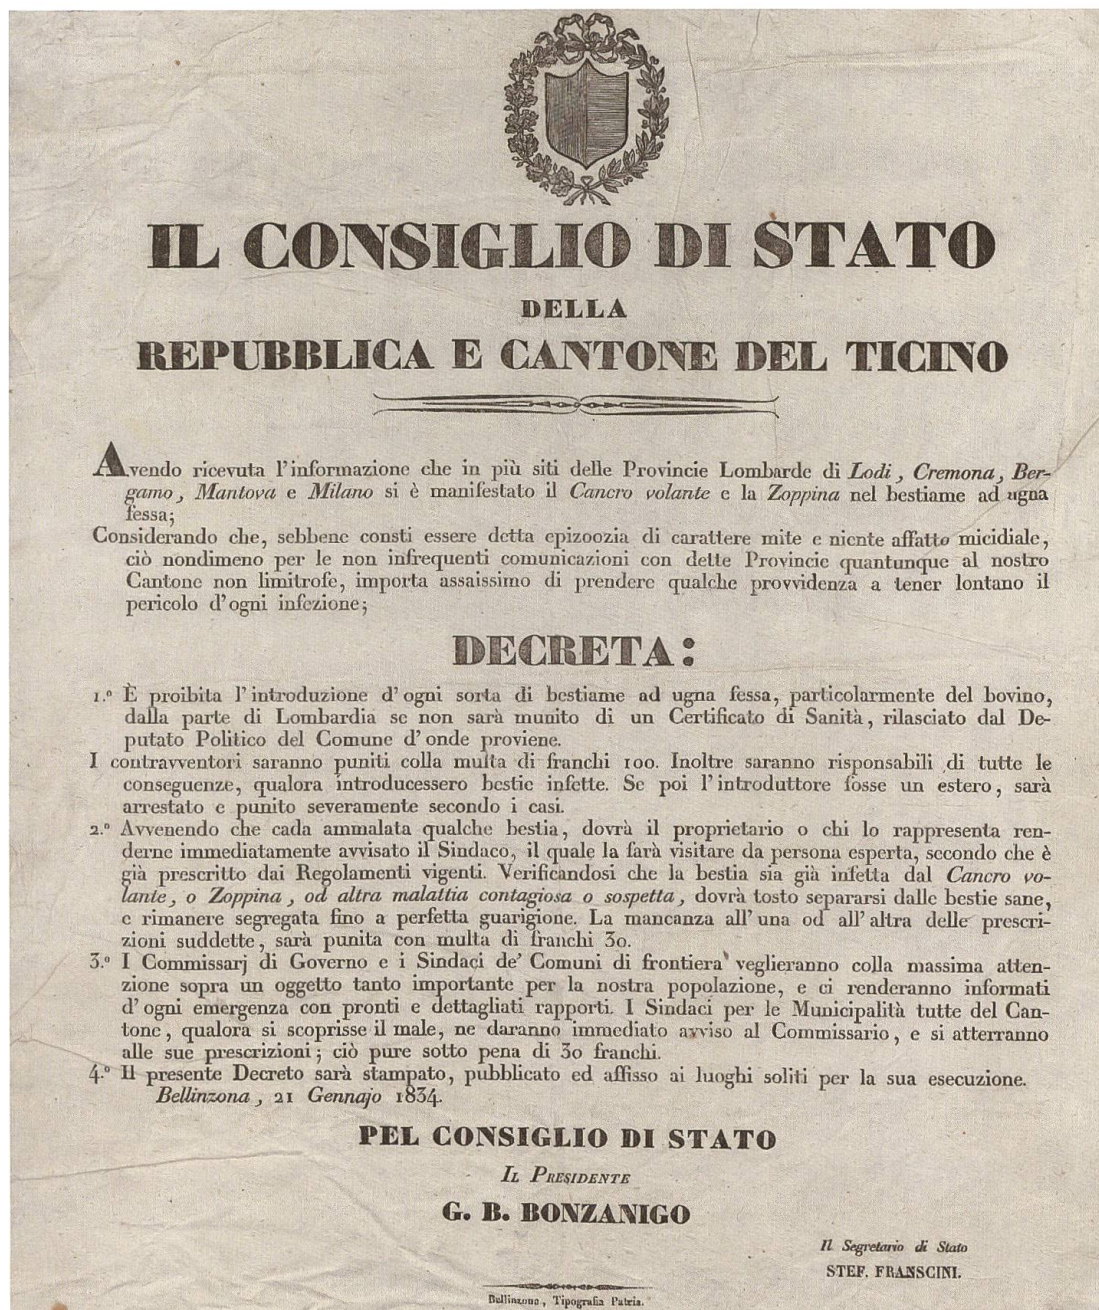 IL CONSIGLIO DI STATO
DELLA
REPUBBLICA E CANTONE DEL TICINO
Avendo ricevuta l'informazione che in più siti delle Provincie Lombarde di Lodi, Cremona, Ber-
gamo, Mantova e Milano si è manifestato il Cancro volante e la Zoppina nel bestiame ad ugna
fessa;
Considerando che, sebbene consti essere detta epizoozia di carattere mite e niente affatto micidiale,
ciò nondimeno per le non infrequenti comunicazioni con dette Provincie quantunque al nostro
Cantone non limitrofe, importa assaissimo di prendere qualche provvidenza a tener lontano il
pericolo d'ogni infezione;
DECRETA:
1.º È proibita l'introduzione d'ogni sorta di bestiame ad ugna fessa, particolarmente del bovino,
dalla parte di Lombardia se non sarà munito di un Certificato di Sanità, rilasciato dal De-
putato Politico del Comune d'onde proviene.
I contravventori saranno puniti colla multa di franchi 100. Inoltre saranno risponsabili di tutte le
conseguenze, qualora introducessero bestie infette. Se poi l'introduttore fosse un estero, sarà
arrestato e punito severamente secondo i casi.
2.º Avvenendo che cada ammalata qualche bestia, dovrà il proprietario o chi lo rappresenta ren-
derne immediatamente avvisato il Sindaco, il quale la farà visitare da persona esperta, secondo che è
già prescritto dai Regolamenti vigenti. Verificandosi che la bestia sia già infetta dal Cancro vo-
lante, o Zoppina, od altra malattia contagiosa o sospetta, dovrà tosto separarsi dalle bestie sane,
e rimanere segregata fino a perfetta guarigione. La mancanza all'una od all'altra delle prescri-
zioni suddette, sarà punita con multa di franchi 30.
3.º I Commissarj di Governo e i Sindaci de' Comuni di frontiera veglieranno colla massima atten-
zione sopra un oggetto tanto importante per la nostra popolazione, e ci renderanno informati
d'ogni emergenza con pronti e dettagliati rapporti. I Sindaci per le Municipalità tutte del Can-
tone, qualora si scoprisse il male, ne daranno immediato avviso al Commissario, e si atterranno
alle sue prescrizioni; ciò pure sotto pena di 30 franchi.
4.º Il presente Decreto sarà stampato, pubblicato ed affisso ai luoghi soliti per la sua esecuzione.
Bellinzona, 21 Gennajo 1834.
PEL CONSIGLIO DI STATO
IL PRESIDENTE
G. B. BONZANIGO
Il Segretario di Stato
STEF. FRANSCINI.
Bellinzona, Tipografia Patria.